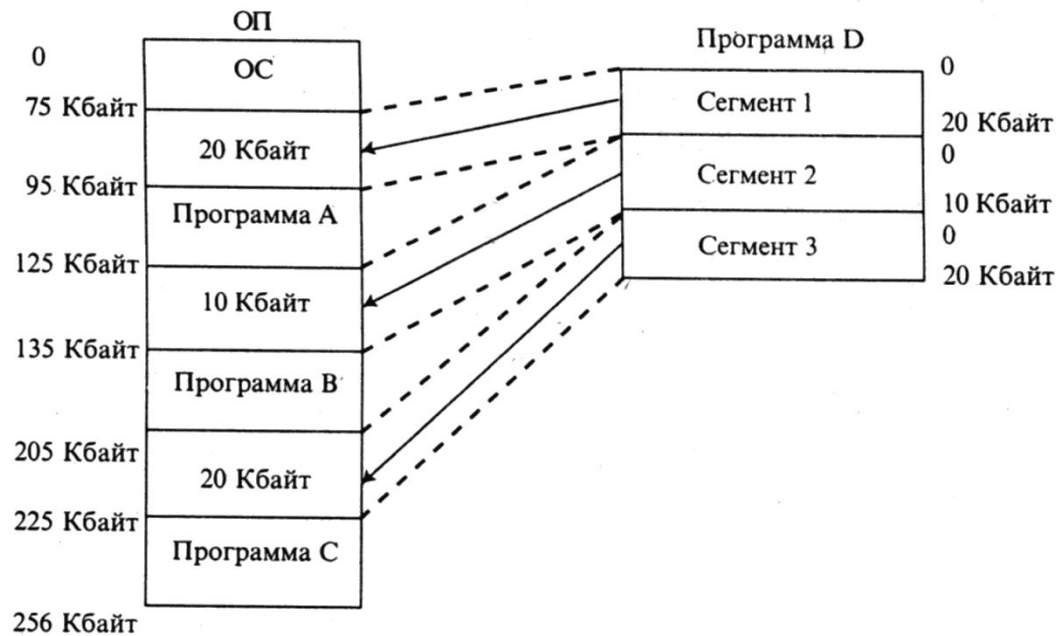 ОП
0
ОС
75 Кбайт
20 Кбайт
95 Кбайт
Программа А
125 Кбайт
10 Кбайт
135 Кбайт
Программа В
205 Кбайт
20 Кбайт
225 Кбайт
Программа С
256 Кбайт
Программа D
0
Сегмент 1
20 Кбайт
0
Сегмент 2
10 Кбайт
0
Сегмент 3
20 Кбайт